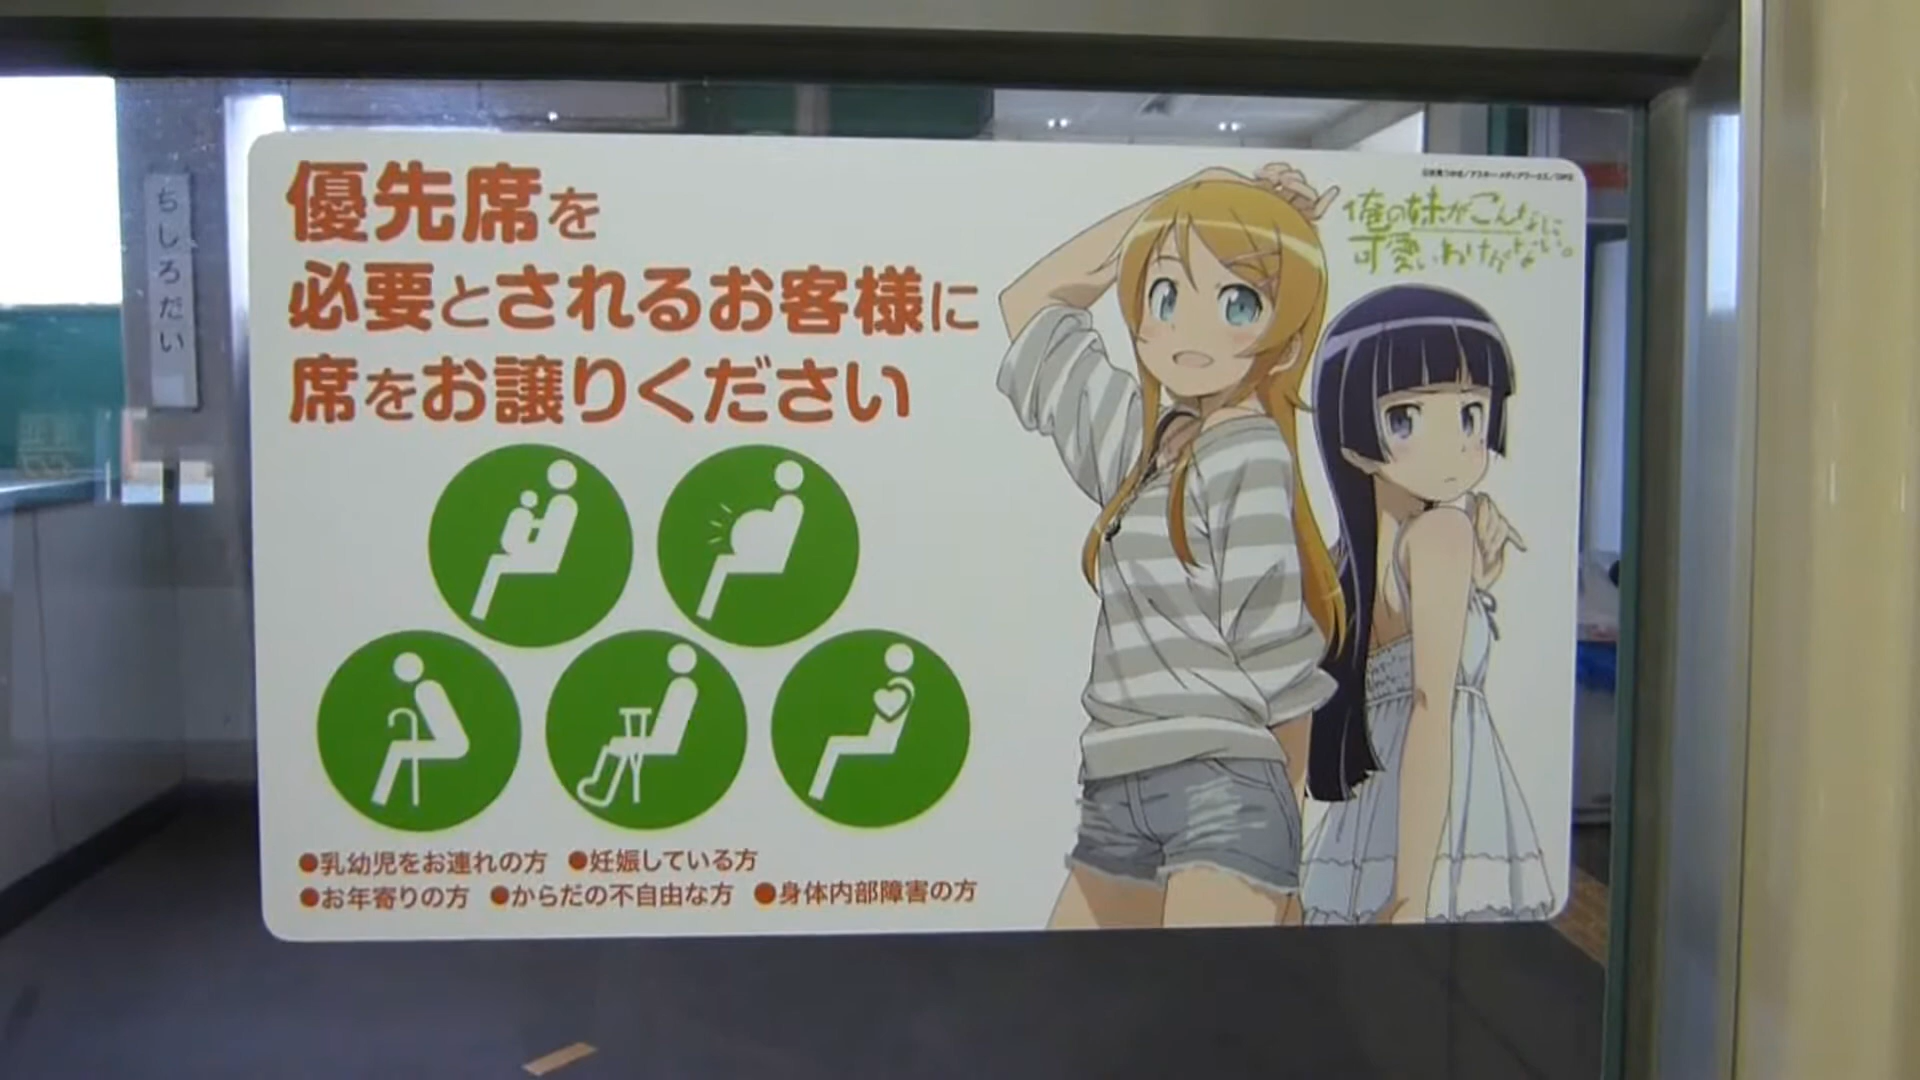 ちしろだい
優先席を
必要とされるお客様に
席をお譲りください
俺の妹がこんなに
可愛いわけがない。
●乳幼児をお連れの方 ●妊娠している方
●お年寄りの方 ●からだの不自由な方 ●身体内部障害の方